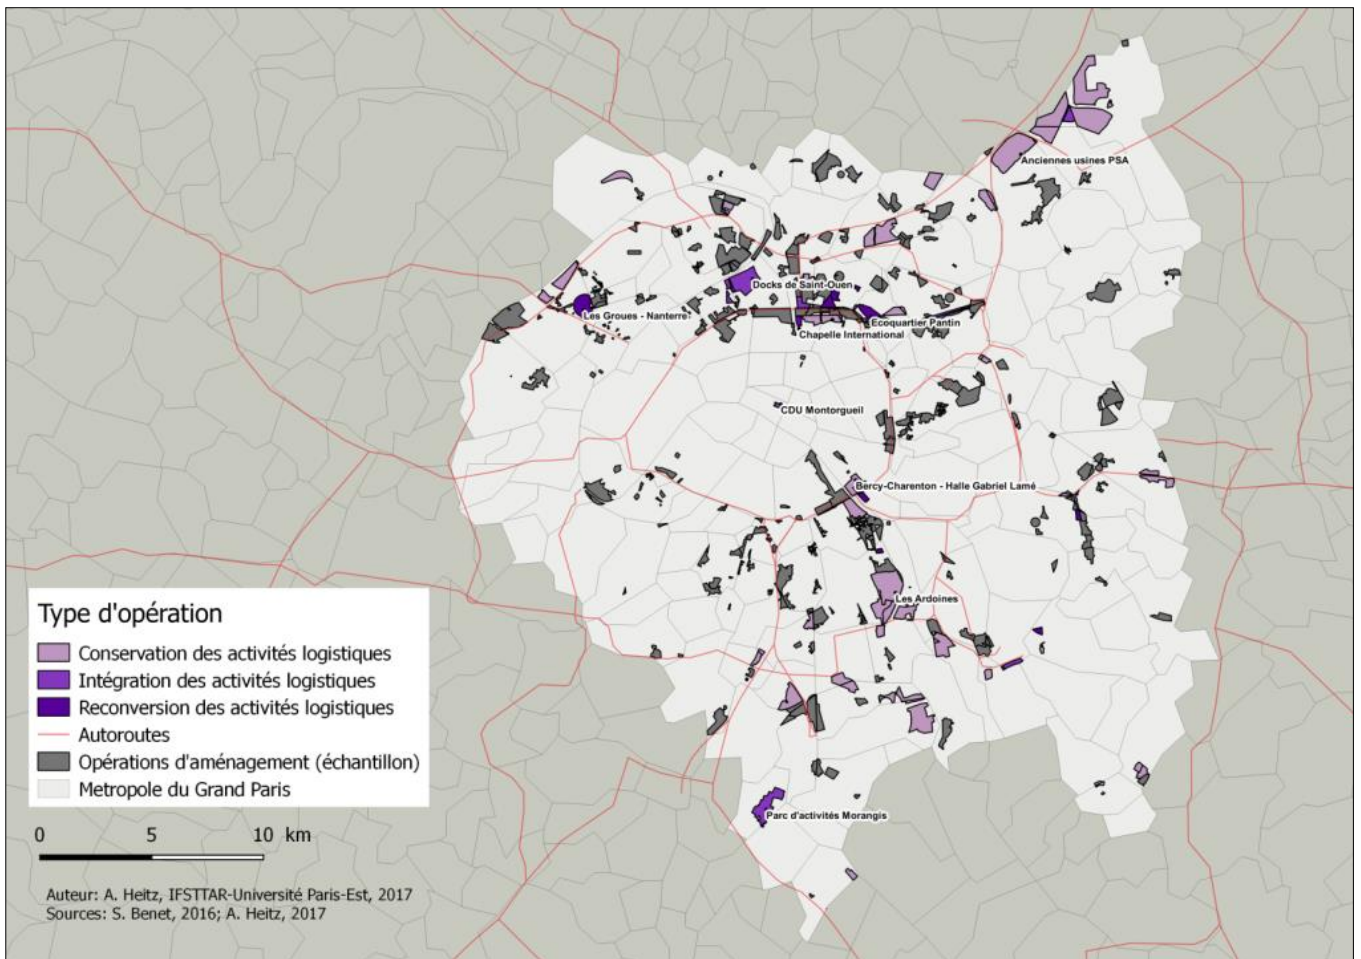 Anciennes usines PSA
Docks de Saint-Ouen
Les Groues - Nanterre
Ecoquartier Pantin
Chapelle International
CDU Montorgueil
Bercy-Charenton - Halle Gabriel Lamé
Les Ardoines
Parc d'activités Morangis
Type d'opération
Conservation des activités logistiques
Intégration des activités logistiques
Reconversion des activités logistiques
Autoroutes
Opérations d'aménagement (échantillon)
Metropole du Grand Paris
0 5 10 km
Auteur: A. Heitz, IFSTTAR-Université Paris-Est, 2017
Sources: S. Benet, 2016; A. Heitz, 2017